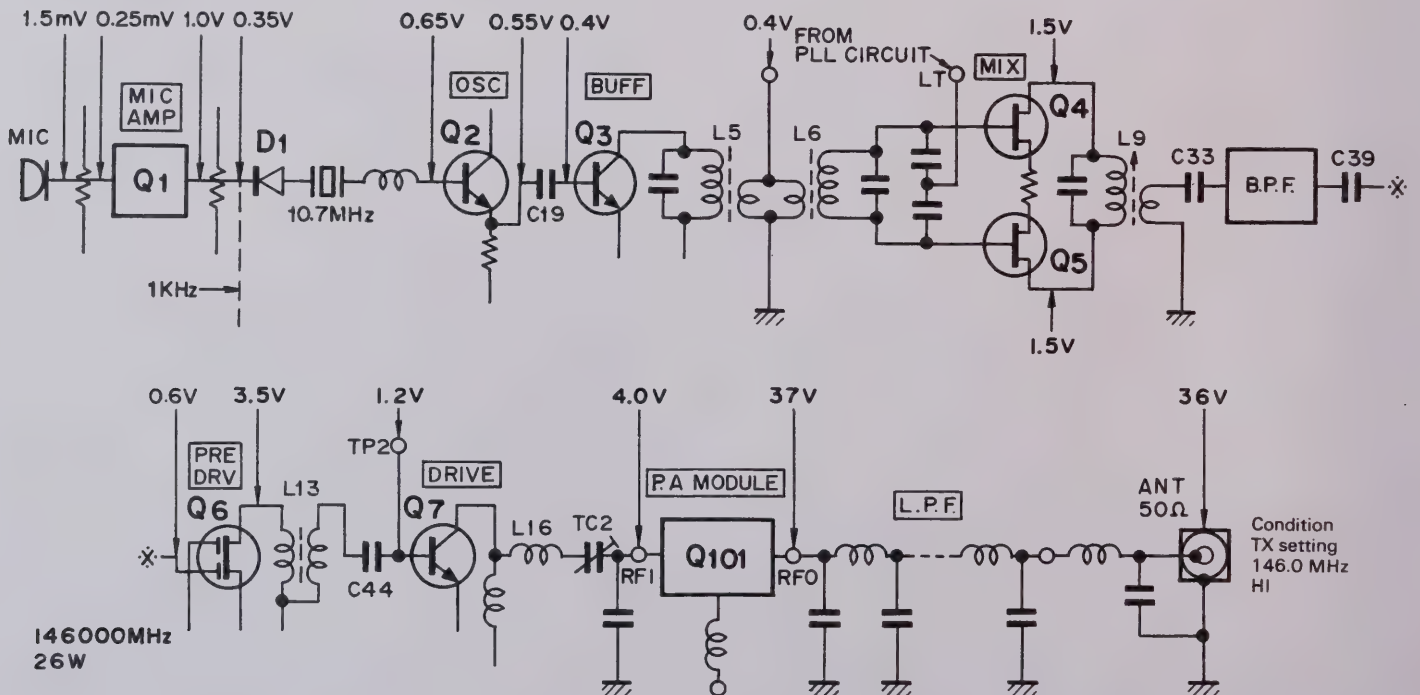 1.5mV 0.25mV 1.0V 0.35V
0.65V
0.55V 0.4V
0.4V
FROM
PLL CIRCUIT
LT
MIX
1.5V
MIC
AMP
OSC
BUFF
MIC
Q1
D1
10.7MHz
Q2
C19
Q3
L5
L6
Q4
Q5
L9
C33
B.P.F.
C39
※
1KHz
1.5V
0.6V
3.5V
1.2V
4.0V
37V
36V
PRE
DRV
TP2
DRIVE
P.A MODULE
L.P.F.
ANT
50Ω
Q6
L13
C44
Q7
L16
TC2
RFI
Q101
RFO
Condition
TX setting
146.0 MHz
HI
※
146000MHz
26W